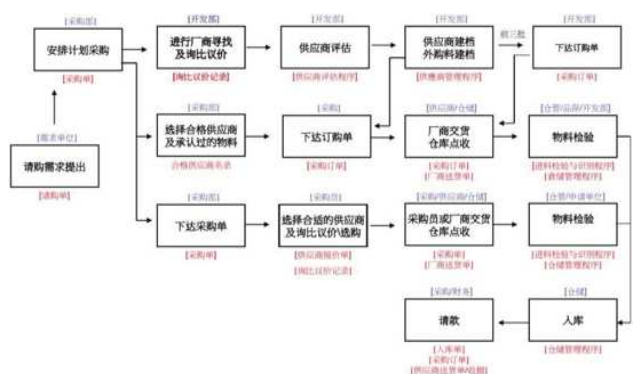 [采购部]
安排计划采购
[采购单]
[开发部]
进行厂商寻找
及询比议价
[询比议价记录]
[开发部]
供应商评估
[供应商评估程序]
[开发部]
供应商建档
外购料建档
[供应商管理程序]
前三批
[开发部]
下达订购单
[采购订单]
[需求单位]
请购需求提出
[请购单]
[采购部]
选择合格供应商
及承认过的物料
合格供应商名录
[采购]
下达订购单
[采购订单]
[供应商/仓储]
厂商交货
仓库点收
[采购订单]
[厂商送货单]
[仓管/品保/开发部]
物料检验
[进料检验与识别程序]
[仓储管理程序]
[采购部]
下达采购单
[采购单]
[采购员]
选择合适的供应商
及询比议价\选购
[供应商报价单]
[询比议价记录]
[采购/供应商/仓储]
采购员或厂商交货
仓库点收
[采购单]
[厂商送货单]
[仓管/申请单位]
物料检验
[进料检验与识别程序]
[仓储管理程序]
[采购/财务]
请款
[入库单]
[采购订单]
[仓储]
入库
[仓储管理程序]